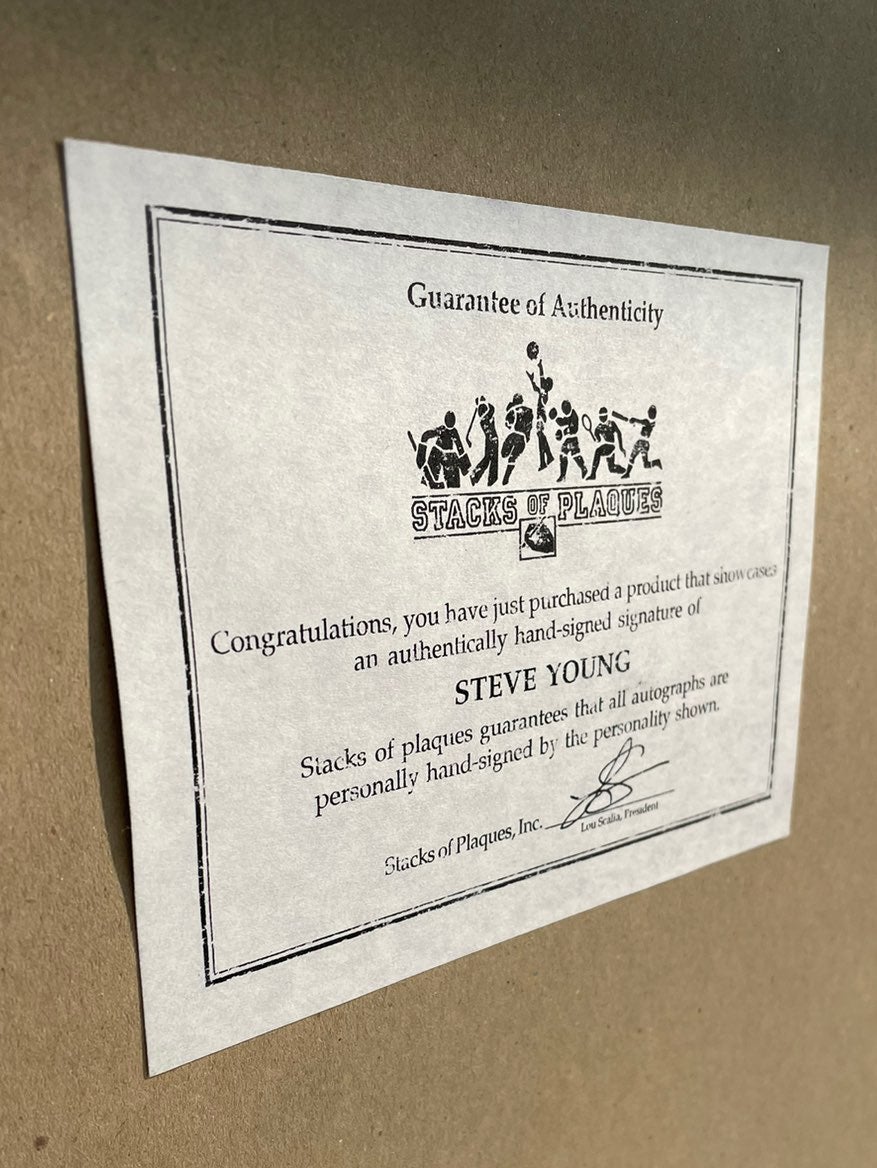 Guarantee of Authenticity
STACKS OF PLAQUES
Congratulations, you have just purchased a product that showcases
an authentically hand-signed signature of
STEVE YOUNG
Stacks of plaques guarantees that all autographs are
personally hand-signed by the personality shown.
Stacks of Plaques, Inc.
Lou Scalia, President